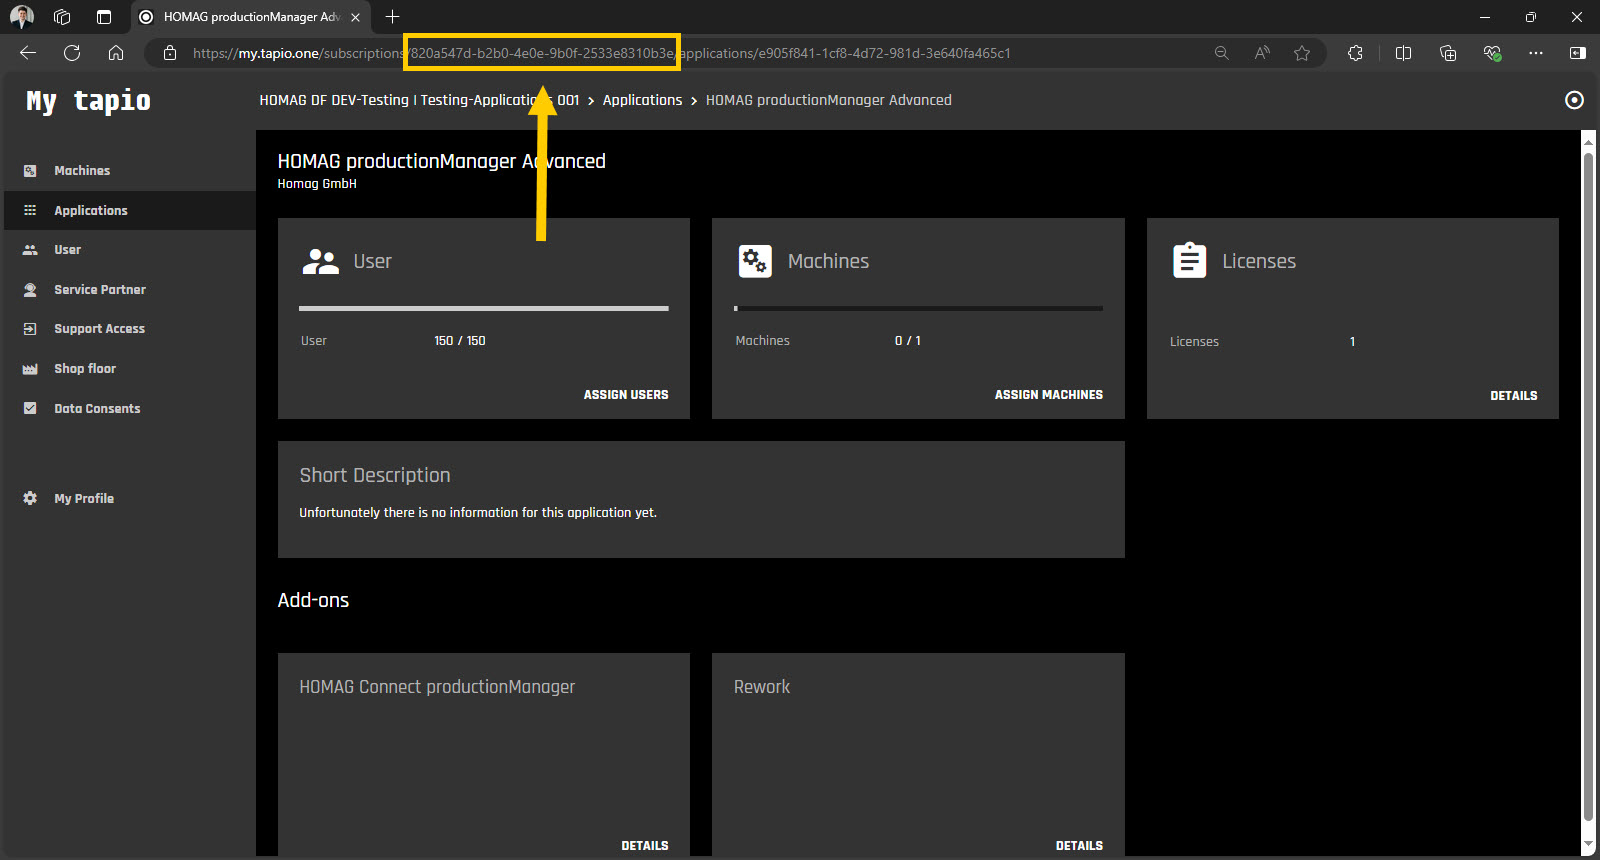 HOMAG productionManager Adv
https://my.tapio.one/subscriptions/820a547d-b2b0-4e0e-9b0f-2533e8310b3e/applications/e905f841-1cf8-4d72-981d-3e640fa465c1
My tapio
HOMAG DF DEV-Testing | Testing-Applications 001 > Applications > HOMAG productionManager Advanced
Machines
Applications
User
Service Partner
Support Access
Shop floor
Data Consents
My Profile
HOMAG productionManager Advanced
Homag GmbH
User
User 150 / 150
ASSIGN USERS
Machines
Machines 0 / 1
ASSIGN MACHINES
Licenses
Licenses 1
DETAILS
Short Description
Unfortunately there is no information for this application yet.
Add-ons
HOMAG Connect productionManager
DETAILS
Rework
DETAILS